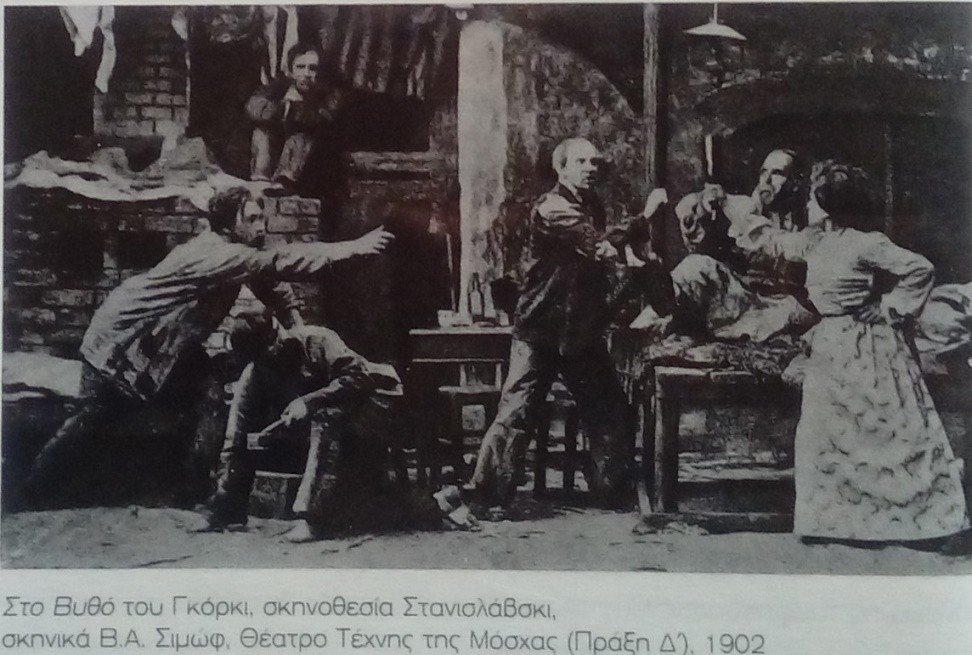 Στο Βυθό του Γκόρκι, σκηνοθεσία Στανισλάβσκι,
σκηνικά Β.Α. Σιμώφ, Θέατρο Τέχνης της Μόσχας (Πράξη Δ΄), 1902